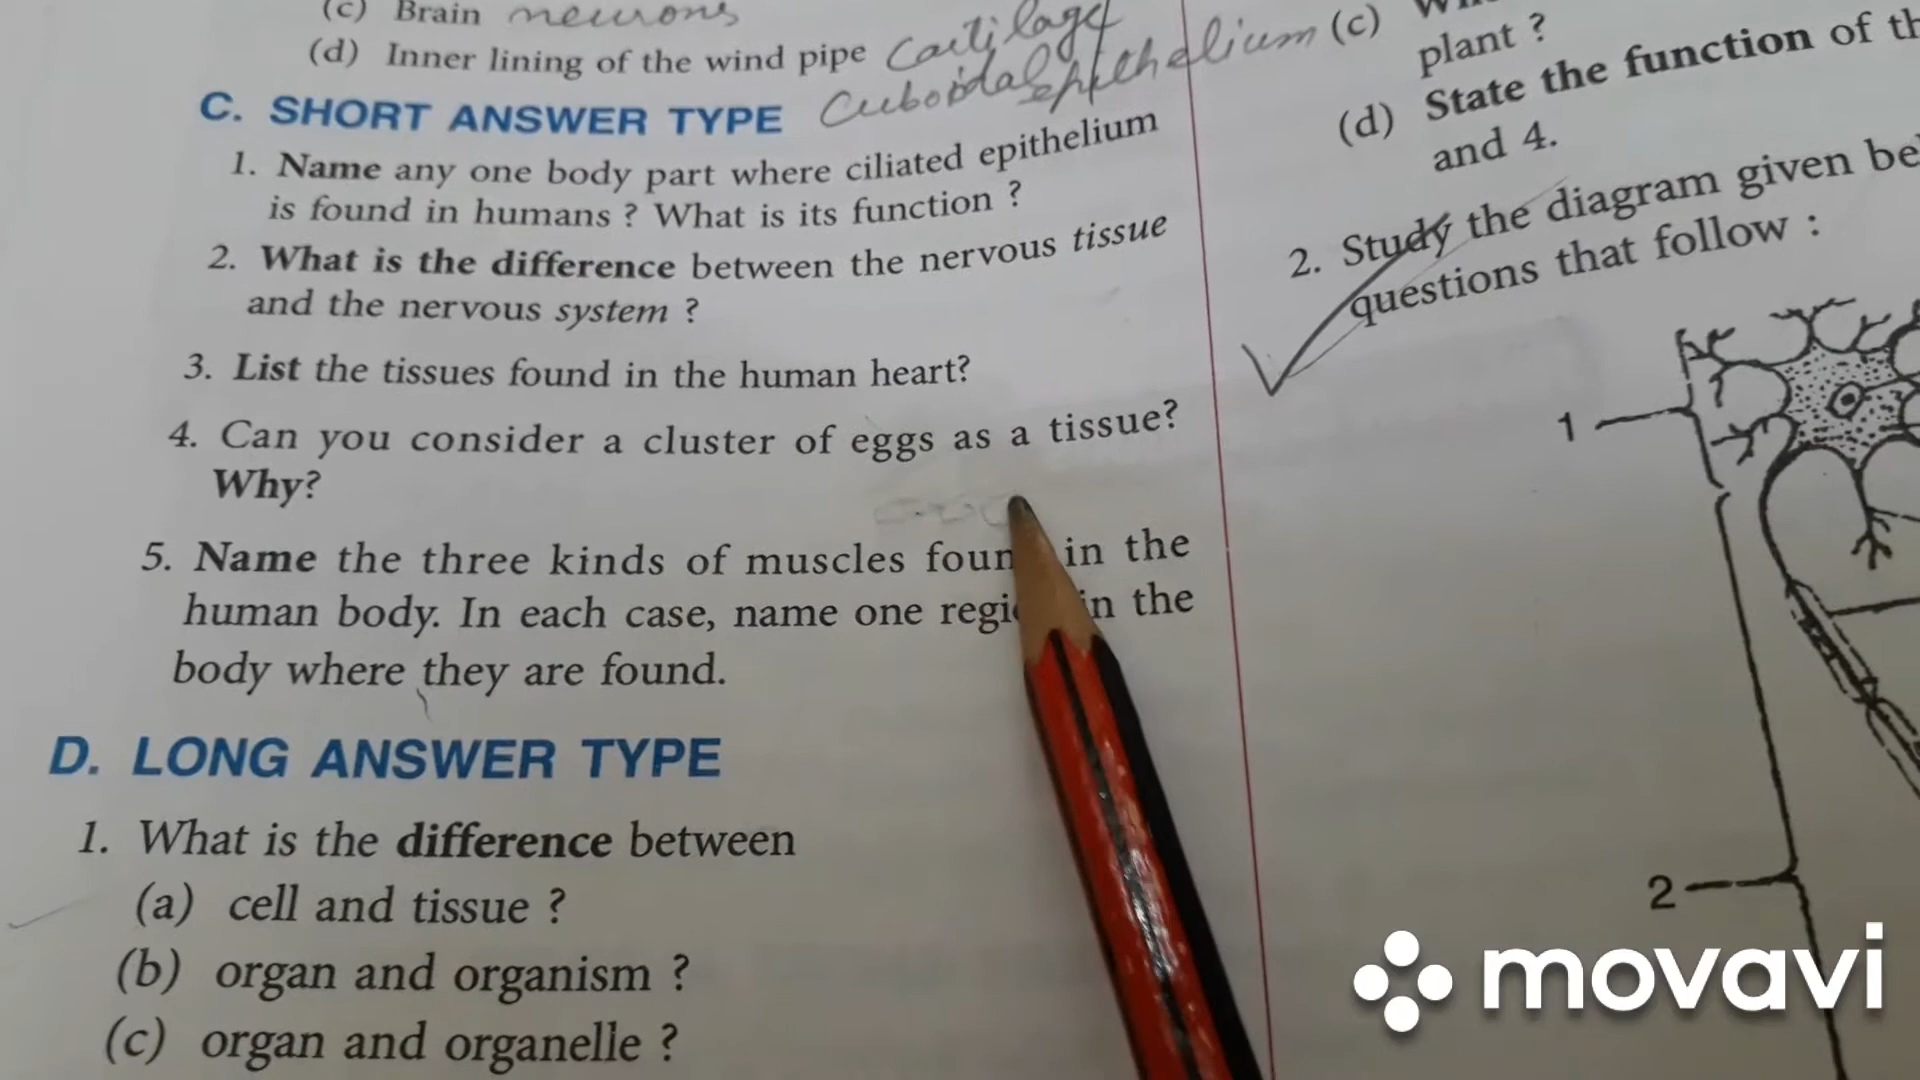 (c) Brain neurons
(d) Inner lining of the wind pipe Cartilage
Cuboidal epithelium
C. SHORT ANSWER TYPE
1. Name any one body part where ciliated epithelium
is found in humans ? What is its function ?
2. What is the difference between the nervous tissue
and the nervous system ?
3. List the tissues found in the human heart?
4. Can you consider a cluster of eggs as a tissue?
Why?
5. Name the three kinds of muscles foun in the
human body. In each case, name one regi in the
body where they are found.
D. LONG ANSWER TYPE
1. What is the difference between
(a) cell and tissue ?
(b) organ and organism ?
(c) organ and organelle ?
(c)
plant ?
(d) State the function of th
and 4.
2. Study the diagram given be
questions that follow :
1
2
movavi